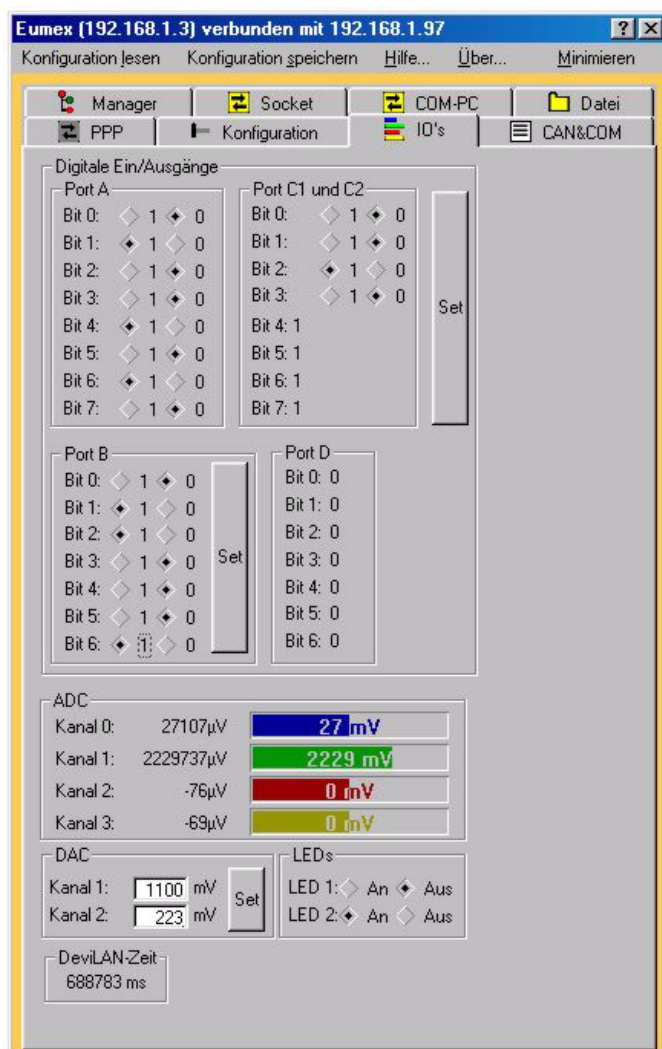 Eumex (192.168.1.3) verbunden mit 192.168.1.97 ? X
Konfiguration lesen Konfiguration speichern Hilfe... Über... Minimieren
Manager Socket COM-PC Datei
PPP Konfiguration IO's CAN&COM
Digitale Ein/Ausgänge
Port A
Bit 0: 1 0
Bit 1: 1 0
Bit 2: 1 0
Bit 3: 1 0
Bit 4: 1 0
Bit 5: 1 0
Bit 6: 1 0
Bit 7: 1 0
Port C1 und C2
Bit 0: 1 0
Bit 1: 1 0
Bit 2: 1 0
Bit 3: 1 0
Bit 4: 1
Bit 5: 1
Bit 6: 1
Bit 7: 1
Set
Port B
Bit 0: 1 0
Bit 1: 1 0
Bit 2: 1 0
Bit 3: 1 0
Bit 4: 1 0
Bit 5: 1 0
Bit 6: 1 0
Set
Port D
Bit 0: 0
Bit 1: 0
Bit 2: 0
Bit 3: 0
Bit 4: 0
Bit 5: 0
Bit 6: 0
ADC
Kanal 0: 27107µV 27 mV
Kanal 1: 2229737µV 2229 mV
Kanal 2: -76µV 0 mV
Kanal 3: -69µV 0 mV
DAC
Kanal 1: 1100 mV
Kanal 2: 223 mV
Set
LEDs
LED 1: An Aus
LED 2: An Aus
DeviLAN-Zeit
688783 ms